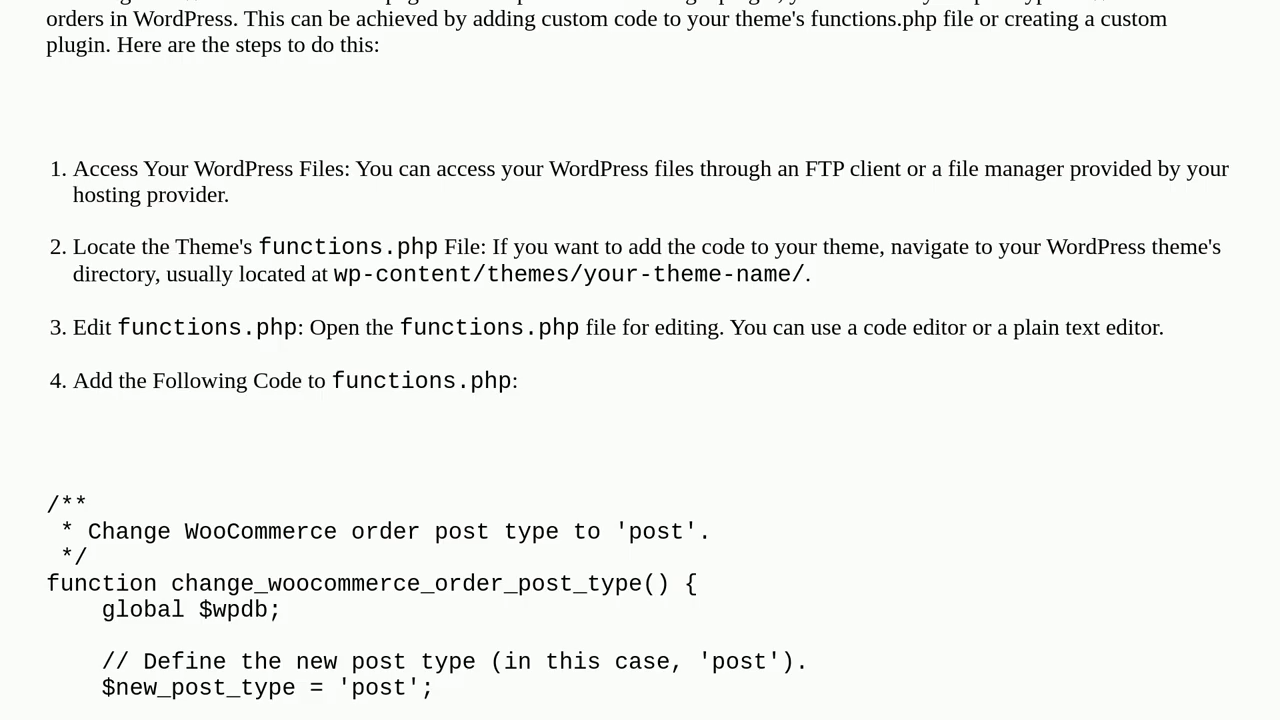 orders in WordPress. This can be achieved by adding custom code to your theme's functions.php file or creating a custom
plugin. Here are the steps to do this:
1. Access Your WordPress Files: You can access your WordPress files through an FTP client or a file manager provided by your
hosting provider.
2. Locate the Theme's functions.php File: If you want to add the code to your theme, navigate to your WordPress theme's
directory, usually located at wp-content/themes/your-theme-name/.
3. Edit functions.php: Open the functions.php file for editing. You can use a code editor or a plain text editor.
4. Add the Following Code to functions.php:
/**
 * Change WooCommerce order post type to 'post'.
 */
function change_woocommerce_order_post_type() {
    global $wpdb;
    // Define the new post type (in this case, 'post').
    $new_post_type = 'post';